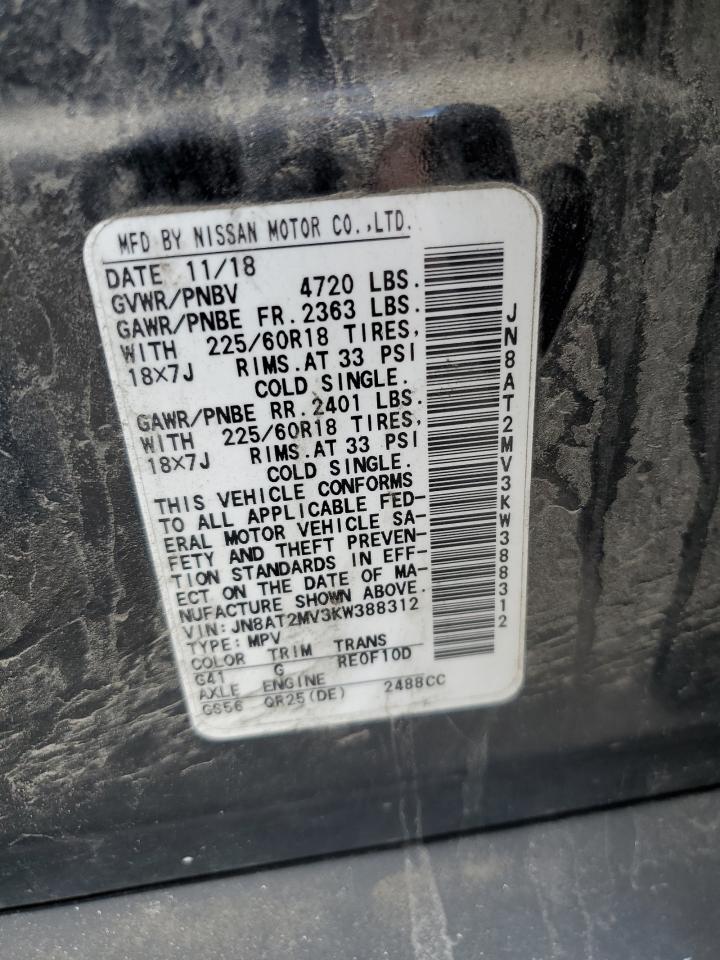 MFD BY NISSAN MOTOR CO.,LTD.
DATE 11/18
GVWR/PNBV 4720 LBS.
GAWR/PNBE FR.2363 LBS.
WITH 225/60R18 TIRES,
18X7J RIMS.AT 33 PSI
COLD SINGLE.
GAWR/PNBE RR.2401 LBS.
WITH 225/60R18 TIRES,
18X7J RIMS.AT 33 PSI
COLD SINGLE.
THIS VEHICLE CONFORMS
TO ALL APPLICABLE FED-
ERAL MOTOR VEHICLE SA-
FETY AND THEFT PREVEN-
TION STANDARDS IN EFF-
ECT ON THE DATE OF MA-
NUFACTURE SHOWN ABOVE.
VIN:JN8AT2MV3KW388312
TYPE:MPV
COLOR TRIM TRANS
G41 G RE0F10D
AXLE ENGINE
GS56 QR25(DE) 2488CC
JN8AT2MV3KW388312